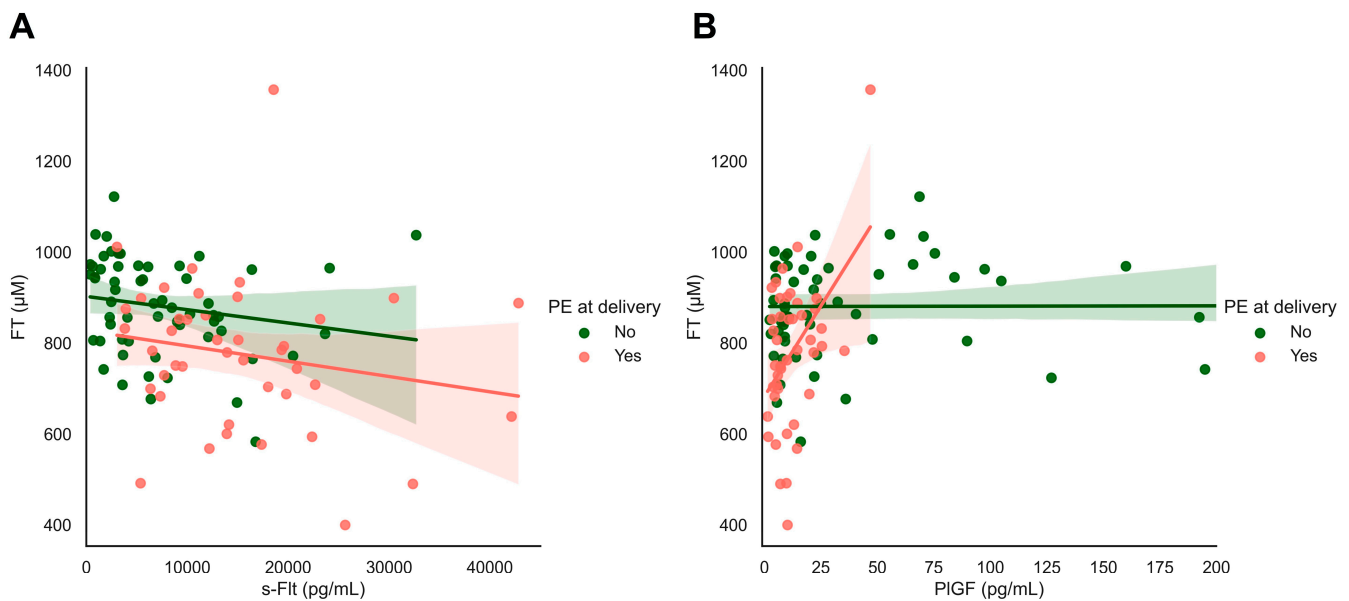 A
B
1400
1200
1000
800
600
400
FT (µM)
0
10000
20000
30000
40000
s-Flt (pg/mL)
PE at delivery
No
Yes
1400
1200
1000
800
600
400
FT (µM)
0
25
50
75
100
125
150
175
200
PlGF (pg/mL)
PE at delivery
No
Yes